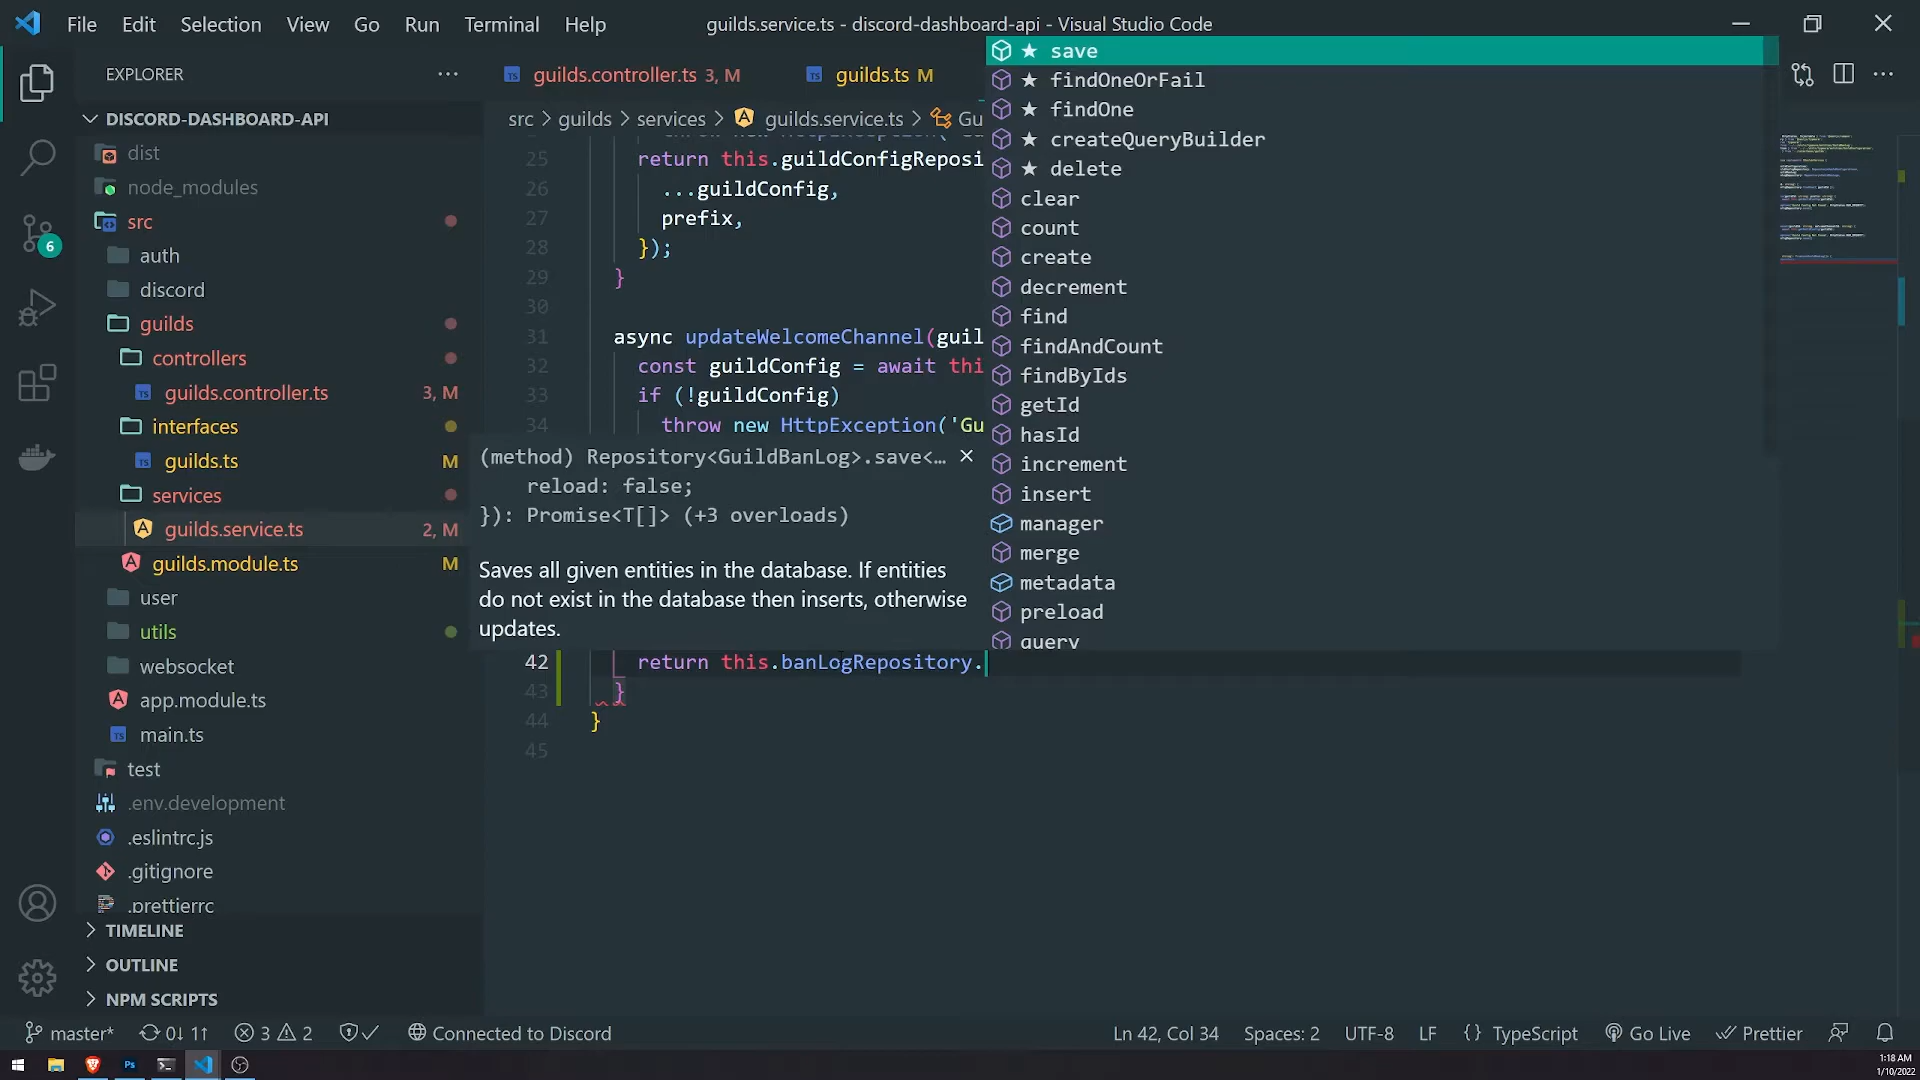 File Edit Selection View Go Run Terminal Help
guilds.service.ts - discord-dashboard-api - Visual Studio Code
EXPLORER
DISCORD-DASHBOARD-API
dist
node_modules
src
auth
discord
guilds
controllers
guilds.controller.ts 3, M
interfaces
guilds.ts M
services
guilds.service.ts 2, M
guilds.module.ts M
user
utils
websocket
app.module.ts
main.ts
test
.env.development
.eslintrc.js
.gitignore
.prettierrc
TIMELINE
OUTLINE
NPM SCRIPTS
6
guilds.controller.ts 3, M
guilds.ts M
src > guilds > services > guilds.service.ts > Gu
25 return this.guildConfigReposi
26 ...guildConfig,
27 prefix,
28 });
29 }
30
31 async updateWelcomeChannel(guil
32 const guildConfig = await thi
33 if (!guildConfig)
34 throw new HttpException('Gu
(method) Repository<GuildBanLog>.save<…
reload: false;
}): Promise<T[]> (+3 overloads)
Saves all given entities in the database. If entities
do not exist in the database then inserts, otherwise
updates.
42 return this.banLogRepository.
43 }
44 }
45
★ save
★ findOneOrFail
★ findOne
★ createQueryBuilder
★ delete
clear
count
create
decrement
find
findAndCount
findByIds
getId
hasId
increment
insert
manager
merge
metadata
preload
query
master* 0↓ 1↑ 3 2 Connected to Discord
Ln 42, Col 34 Spaces: 2 UTF-8 LF {} TypeScript Go Live Prettier
Ps
1:18 AM
1/10/2022